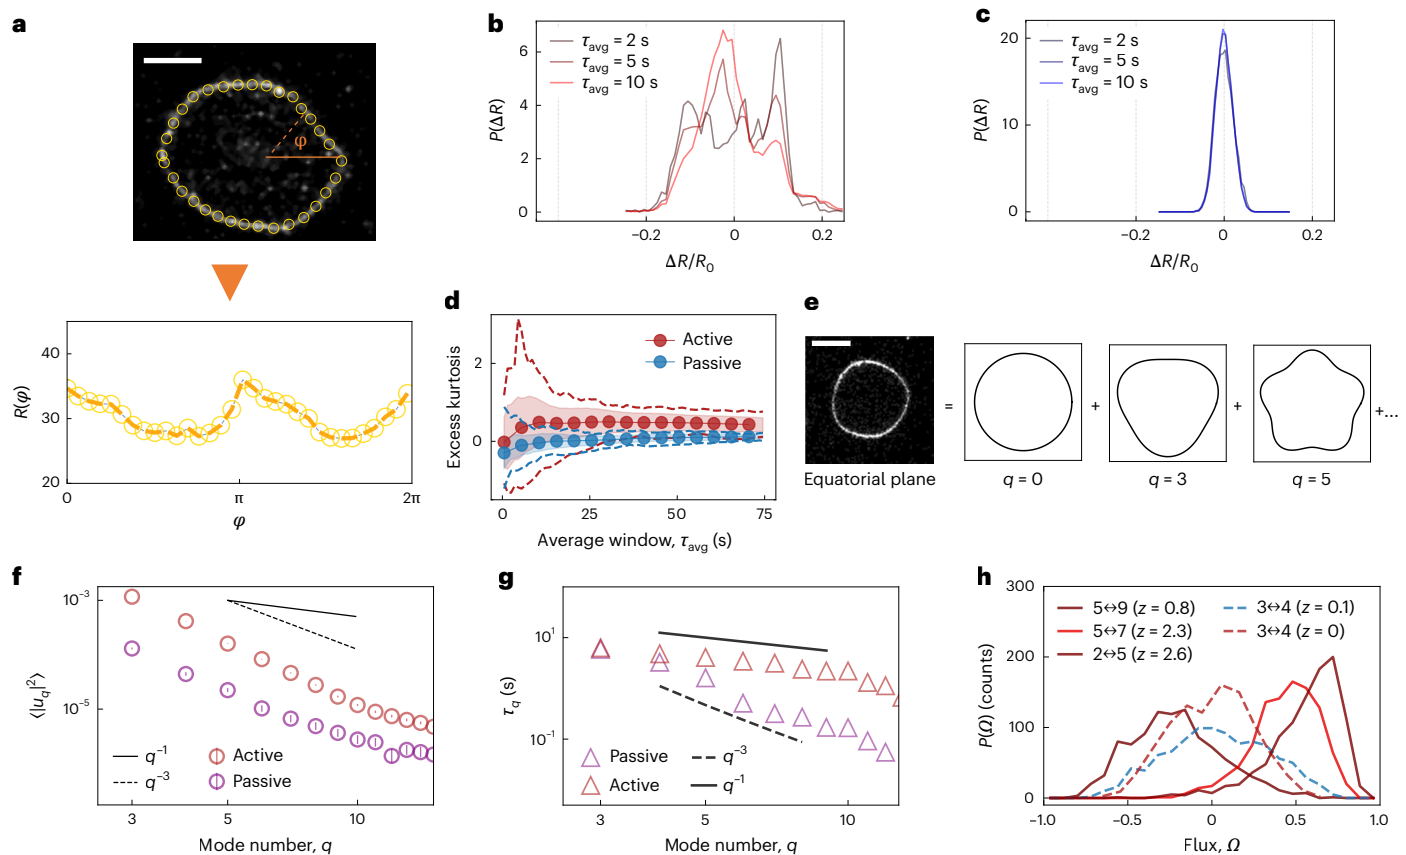 a
φ
40
30
20
R(φ)
0
π
2π
φ
b
τavg = 2 s
τavg = 5 s
τavg = 10 s
6
4
2
0
P(ΔR)
−0.2
0
0.2
ΔR/R0
c
τavg = 2 s
τavg = 5 s
τavg = 10 s
20
15
10
5
0
P(ΔR)
−0.2
0
0.2
ΔR/R0
d
Active
Passive
2
0
Excess kurtosis
0
25
50
75
Average window, τavg (s)
e
= + + +...
Equatorial plane
q = 0
q = 3
q = 5
f
10−3
10−5
⟨|uq|2⟩
q−1
q−3
Active
Passive
3
5
10
Mode number, q
g
101
10−1
τq (s)
Passive
Active
q−3
q−1
3
5
10
Mode number, q
h
300
200
100
0
P(Ω) (counts)
5↔9 (z = 0.8)
5↔7 (z = 2.3)
2↔5 (z = 2.6)
3↔4 (z = 0.1)
3↔4 (z = 0)
−1.0
−0.5
0
0.5
1.0
Flux, Ω